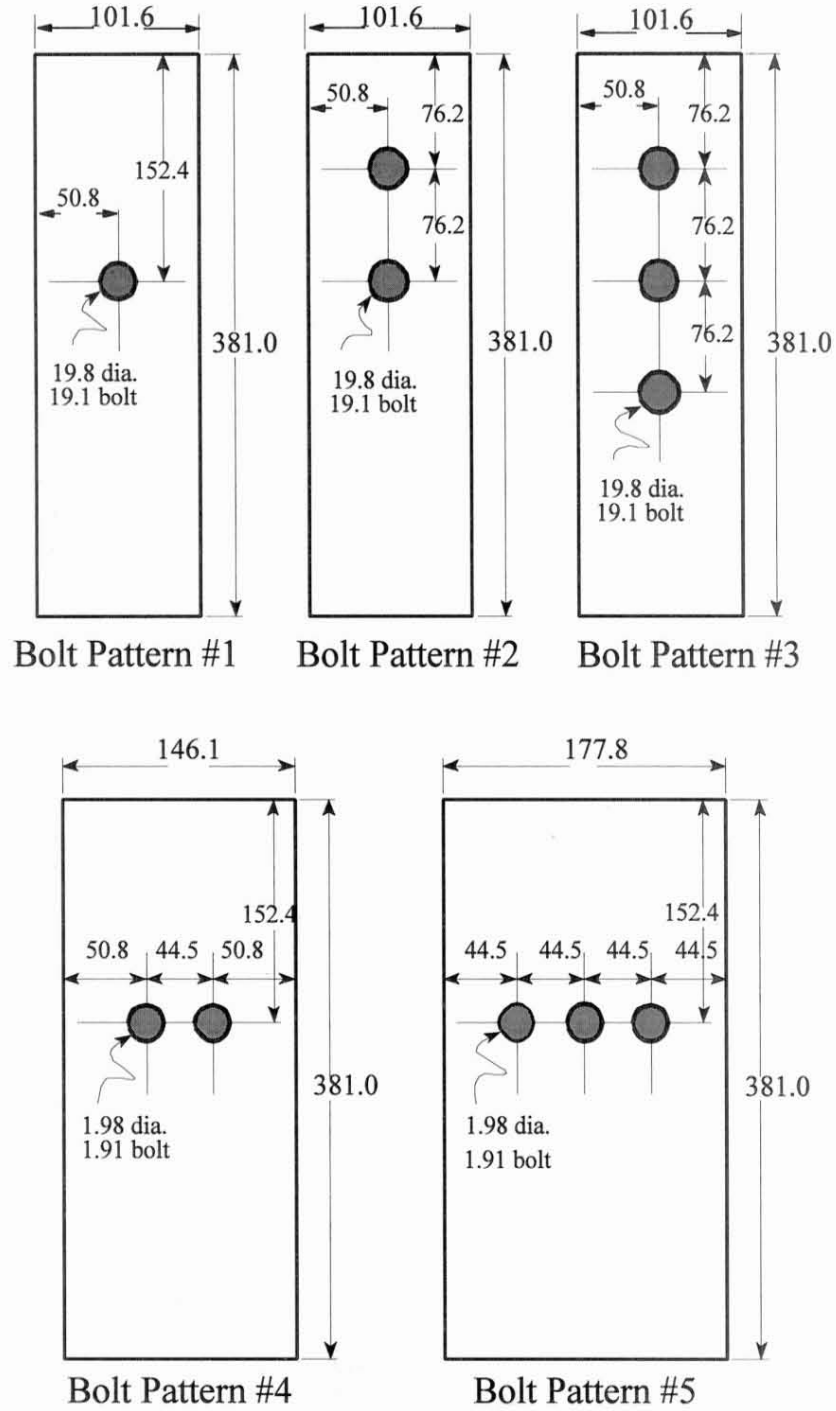 101.6
50.8
152.4
381.0
19.8 dia.
19.1 bolt
Bolt Pattern #1
101.6
50.8
76.2
76.2
381.0
19.8 dia.
19.1 bolt
Bolt Pattern #2
101.6
50.8
76.2
76.2
76.2
381.0
19.8 dia.
19.1 bolt
Bolt Pattern #3
146.1
152.4
50.8 44.5 50.8
381.0
1.98 dia.
1.91 bolt
Bolt Pattern #4
177.8
152.4
44.5 44.5 44.5 44.5
381.0
1.98 dia.
1.91 bolt
Bolt Pattern #5